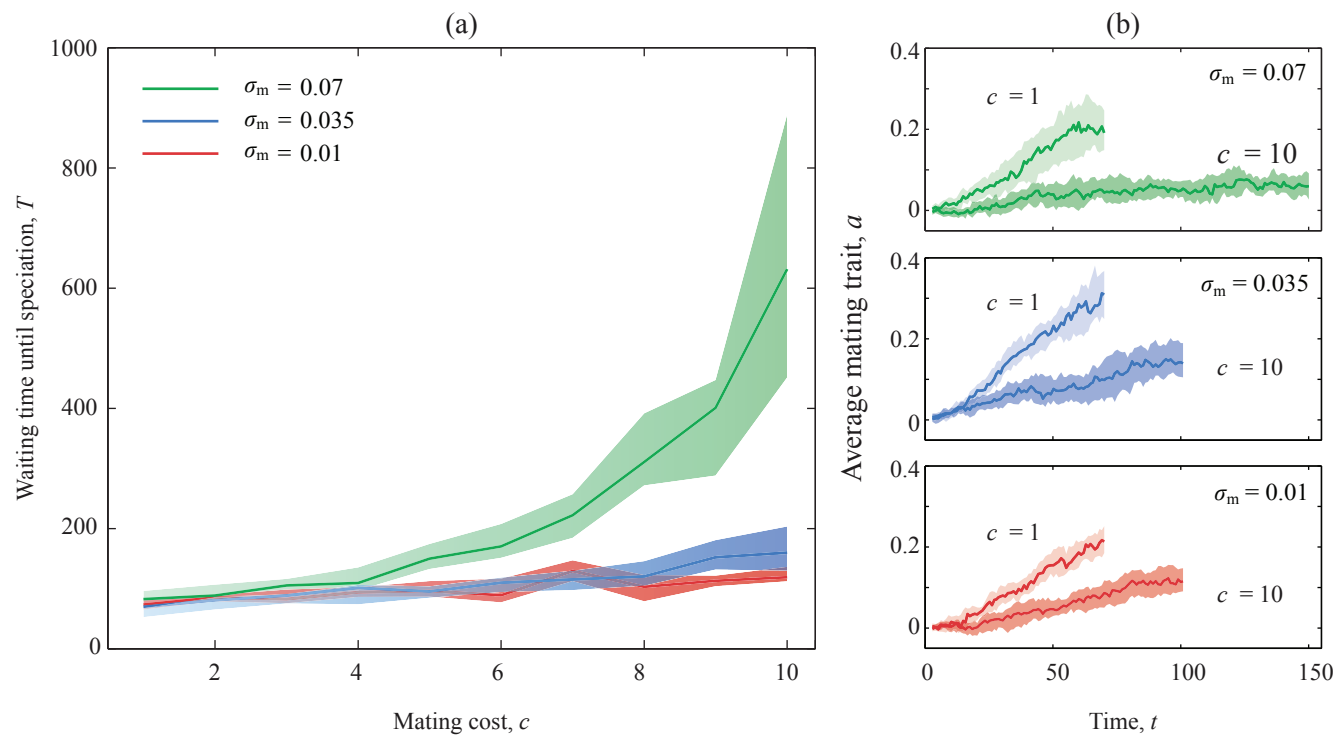 (a)
1000
800
600
400
200
0
2
4
6
8
10
Waiting time until speciation, T
Mating cost, c
σm = 0.07
σm = 0.035
σm = 0.01
(b)
Average mating trait, a
0.4
0.2
0
σm = 0.07
c = 1
c = 10
0.4
0.2
0
σm = 0.035
c = 1
c = 10
0.4
0.2
0
σm = 0.01
c = 1
c = 10
0
50
100
150
Time, t